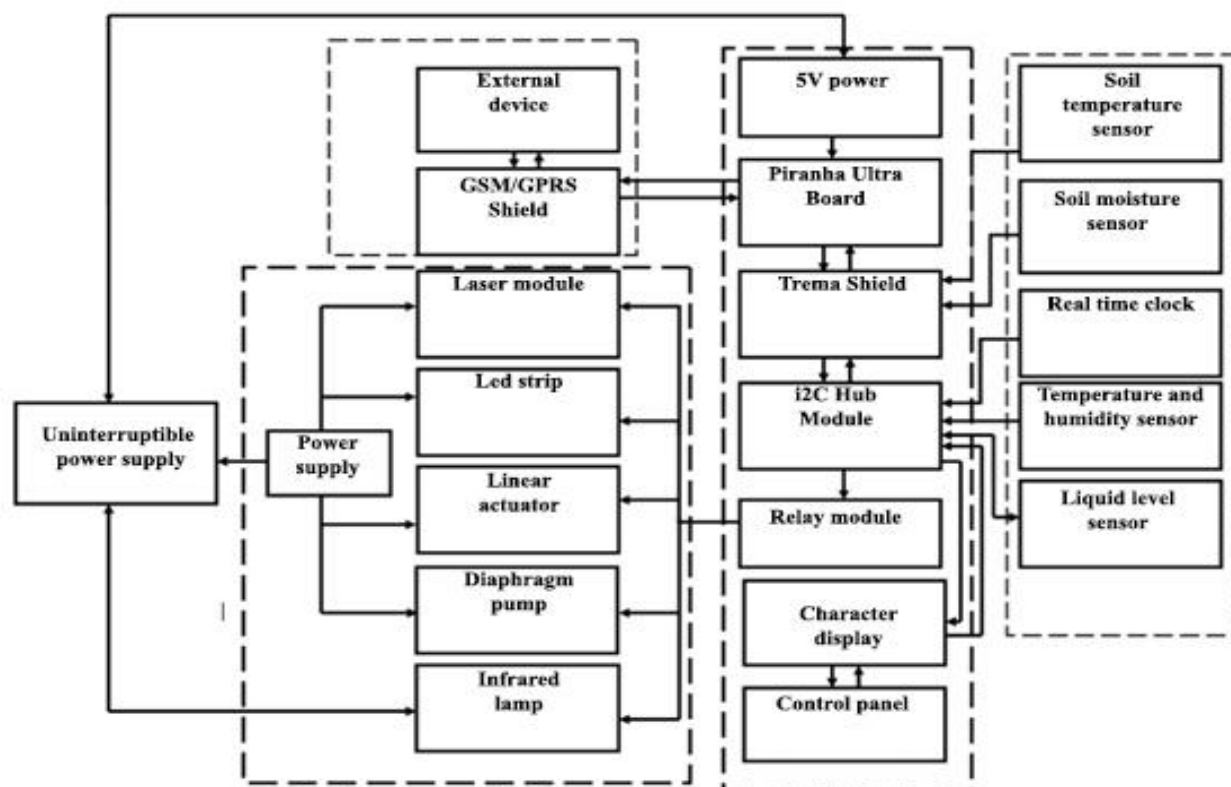 External
device
GSM/GPRS
Shield
5V power
Piranha Ultra
Board
Trema Shield
i2C Hub
Module
Relay module
Character
display
Control panel
Soil
temperature
sensor
Soil moisture
sensor
Real time clock
Temperature and
humidity sensor
Liquid level
sensor
Laser module
Led strip
Linear
actuator
Diaphragm
pump
Infrared
lamp
Power
supply
Uninterruptible
power supply